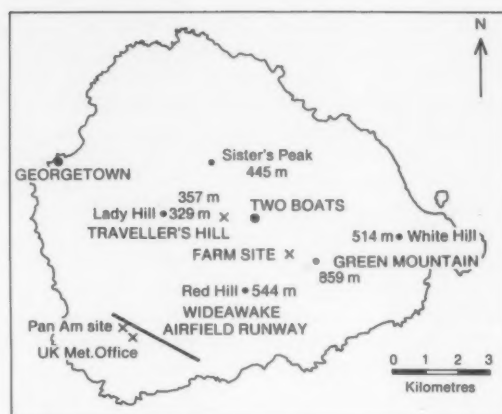 N
Sister's Peak
445 m
GEORGETOWN
357 m
Lady Hill 329 m
TWO BOATS
TRAVELLER'S HILL
514 m White Hill
FARM SITE
GREEN MOUNTAIN
859 m
Red Hill 544 m
WIDEAWAKE
AIRFIELD RUNWAY
Pan Am site
UK Met.Office
0 1 2 3
Kilometres